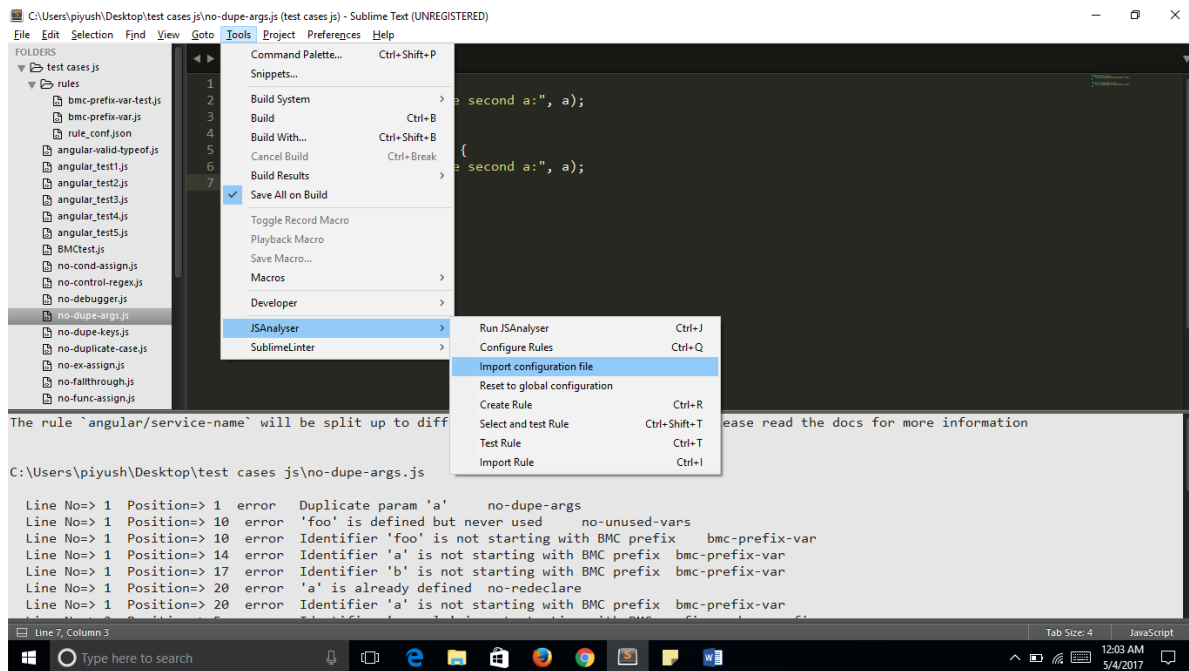 C:\Users\piyush\Desktop\test cases js\no-dupe-args.js (test cases js) - Sublime Text (UNREGISTERED)
File Edit Selection Find View Goto Tools Project Preferences Help
FOLDERS
test cases js
rules
bmc-prefix-var-test.js
bmc-prefix-var.js
rule_conf.json
angular-valid-typeof.js
angular_test1.js
angular_test2.js
angular_test3.js
angular_test4.js
angular_test5.js
BMCtest.js
no-cond-assign.js
no-control-regex.js
no-debugger.js
no-dupe-args.js
no-dupe-keys.js
no-duplicate-case.js
no-ex-assign.js
no-fallthrough.js
no-func-assign.js
1
2 second a:", a);
3
4
5 {
6 second a:", a);
7
Command Palette... Ctrl+Shift+P
Snippets...
Build System
Build Ctrl+B
Build With... Ctrl+Shift+B
Cancel Build Ctrl+Break
Build Results
Save All on Build
Toggle Record Macro
Playback Macro
Save Macro...
Macros
Developer
JSAnalyser
SublimeLinter
Run JSAnalyser Ctrl+J
Configure Rules Ctrl+Q
Import configuration file
Reset to global configuration
Create Rule Ctrl+R
Select and test Rule Ctrl+Shift+T
Test Rule Ctrl+T
Import Rule Ctrl+I
The rule `angular/service-name` will be split up to diff ease read the docs for more information
C:\Users\piyush\Desktop\test cases js\no-dupe-args.js
Line No=> 1 Position=> 1 error Duplicate param 'a' no-dupe-args
Line No=> 1 Position=> 10 error 'foo' is defined but never used no-unused-vars
Line No=> 1 Position=> 10 error Identifier 'foo' is not starting with BMC prefix bmc-prefix-var
Line No=> 1 Position=> 14 error Identifier 'a' is not starting with BMC prefix bmc-prefix-var
Line No=> 1 Position=> 17 error Identifier 'b' is not starting with BMC prefix bmc-prefix-var
Line No=> 1 Position=> 20 error 'a' is already defined no-redeclare
Line No=> 1 Position=> 20 error Identifier 'a' is not starting with BMC prefix bmc-prefix-var
Line 7, Column 3 Tab Size: 4 JavaScript
Type here to search
12:03 AM
5/4/2017